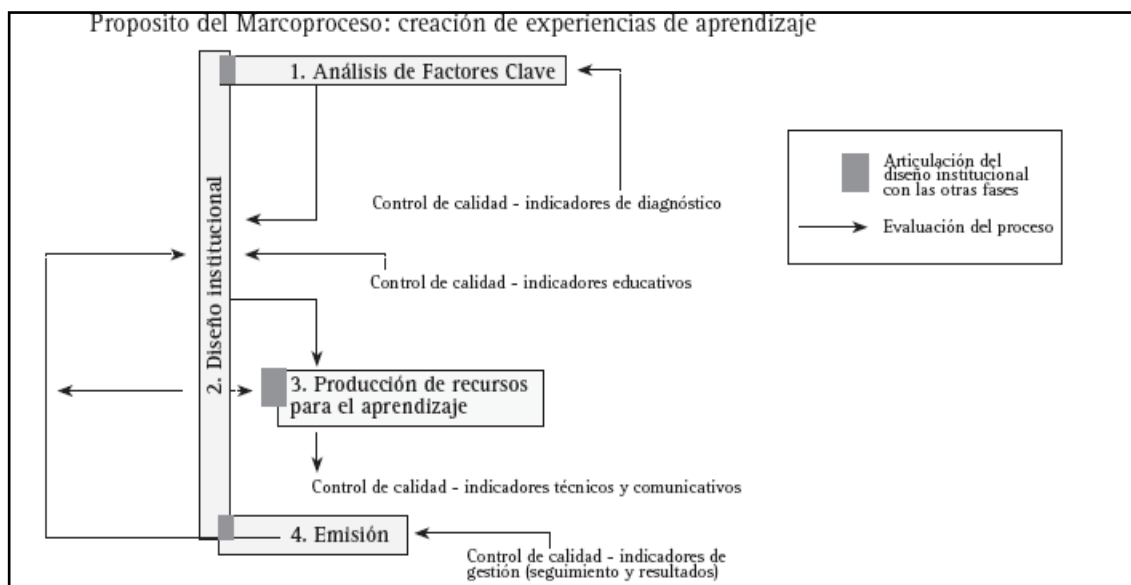 Proposito del Marcoproceso: creación de experiencias de aprendizaje
1. Análisis de Factores Clave
Articulación del
diseño institucional
con las otras fases
Control de calidad - indicadores de diagnóstico
Evaluación del proceso
2. Diseño institucional
Control de calidad - indicadores educativos
3. Producción de recursos
para el aprendizaje
Control de calidad - indicadores técnicos y comunicativos
4. Emisión
Control de calidad - indicadores de
gestión (seguimiento y resultados)